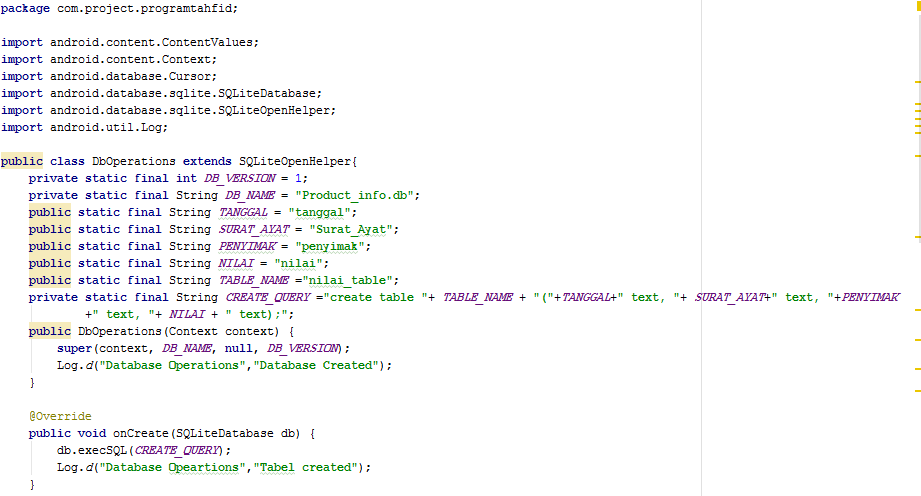 package com.project.programtahfid;

import android.content.ContentValues;
import android.content.Context;
import android.database.Cursor;
import android.database.sqlite.SQLiteDatabase;
import android.database.sqlite.SQLiteOpenHelper;
import android.util.Log;

public class DbOperations extends SQLiteOpenHelper{
    private static final int DB_VERSION = 1;
    private static final String DB_NAME = "Product_info.db";
    public static final String TANGGAL = "tanggal";
    public static final String SURAT_AYAT = "Surat_Ayat";
    public static final String PENYIMAK = "penyimak";
    public static final String NILAI = "nilai";
    public static final String TABLE_NAME ="nilai_table";
    private static final String CREATE_QUERY ="create table "+ TABLE_NAME + "("+TANGGAL+" text, "+ SURAT_AYAT+" text, "+PENYIMAK
            +" text, "+ NILAI + " text);";
    public DbOperations(Context context) {
        super(context, DB_NAME, null, DB_VERSION);
        Log.d("Database Operations","Database Created");
    }

    @Override
    public void onCreate(SQLiteDatabase db) {
        db.execSQL(CREATE_QUERY);
        Log.d("Database Opeartions","Tabel created");
    }